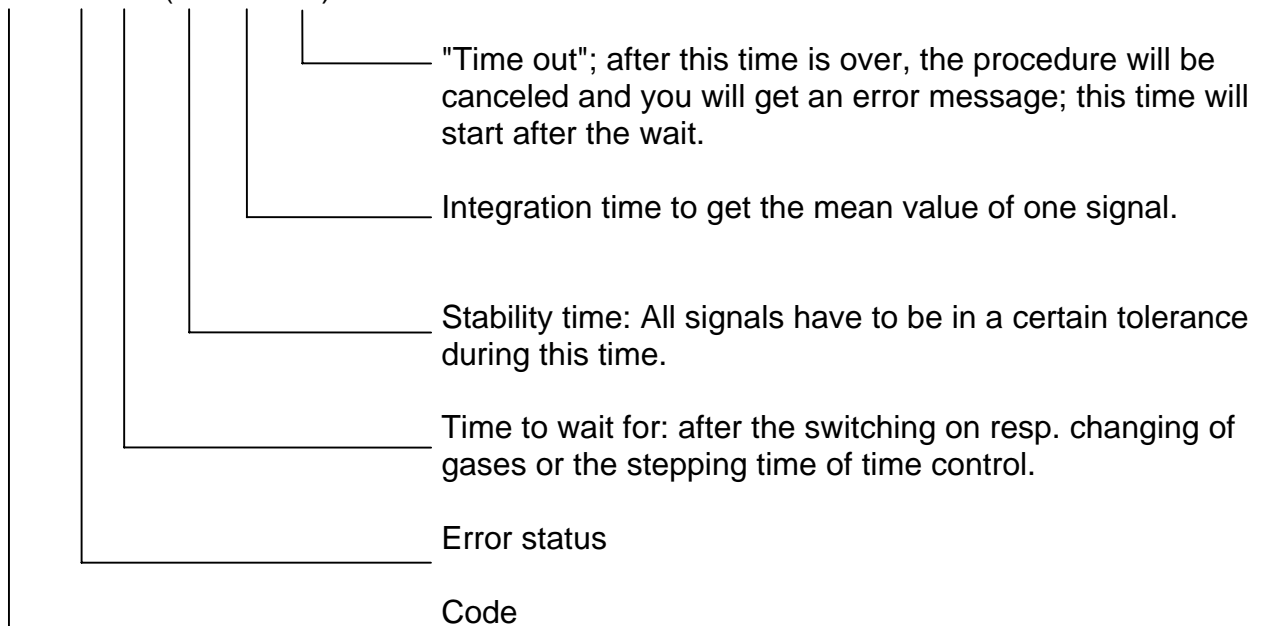 "Time out"; after this time is over, the procedure will be
canceled and you will get an error message; this time will
start after the wait.
Integration time to get the mean value of one signal.
Stability time: All signals have to be in a certain tolerance
during this time.
Time to wait for: after the switching on resp. changing of
gases or the stepping time of time control.
Error status
Code